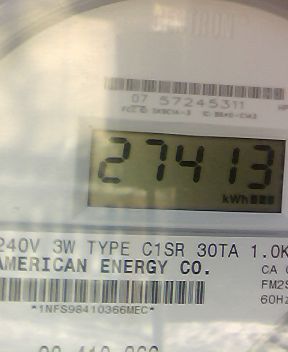 07 57245311
27413
kWh
240V 3W TYPE C1SR 30TA 1.0K
AMERICAN ENERGY CO.
CA
FM2S
60Hz
*1NFS98410366MEC*